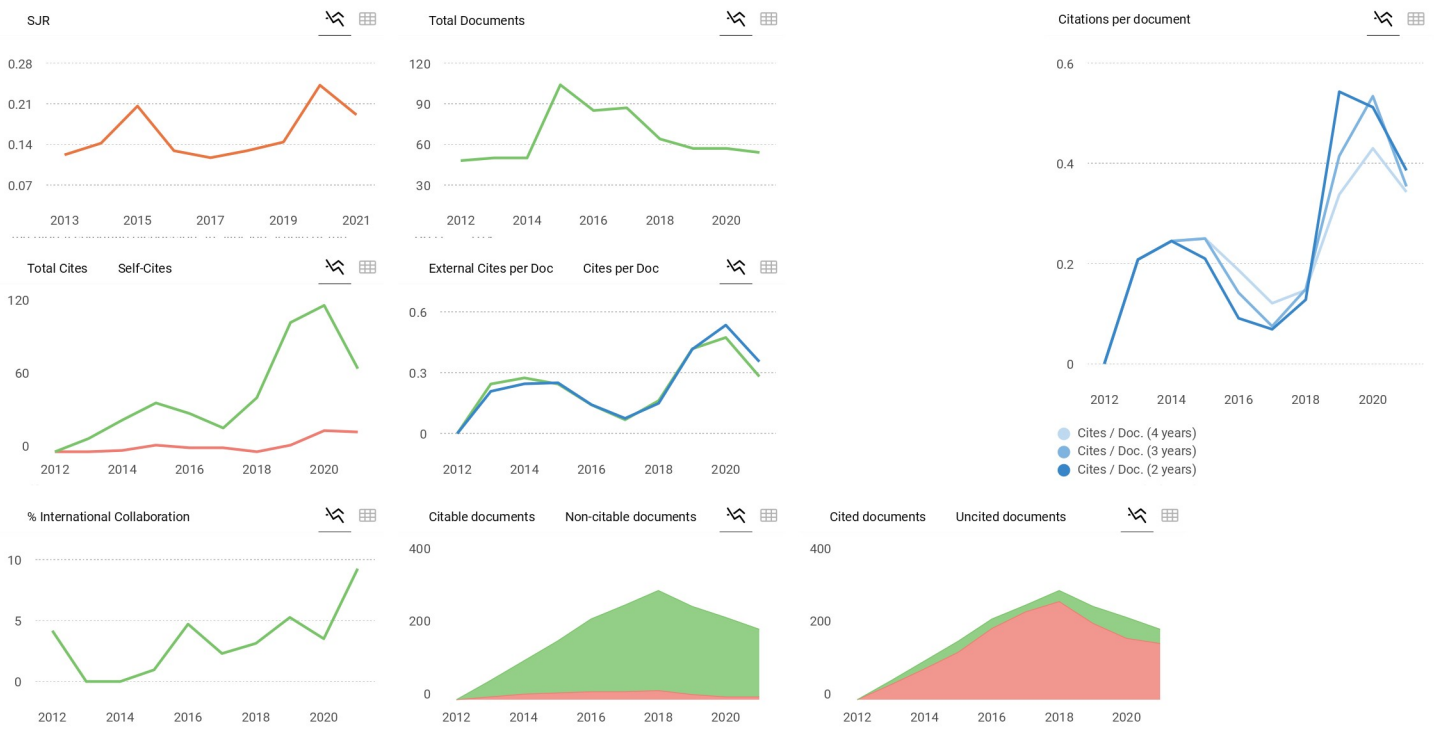 SJR
0.28
0.21
0.14
0.07
2013 2015 2017 2019 2021
Total Documents
120
90
60
30
2012 2014 2016 2018 2020
Citations per document
0.6
0.4
0.2
0
2012 2014 2016 2018 2020
Cites / Doc. (4 years)
Cites / Doc. (3 years)
Cites / Doc. (2 years)
Total Cites Self-Cites
120
60
0
2012 2014 2016 2018 2020
External Cites per Doc Cites per Doc
0.6
0.3
0
2012 2014 2016 2018 2020
% International Collaboration
10
5
0
2012 2014 2016 2018 2020
Citable documents Non-citable documents
400
200
0
2012 2014 2016 2018 2020
Cited documents Uncited documents
400
200
0
2012 2014 2016 2018 2020